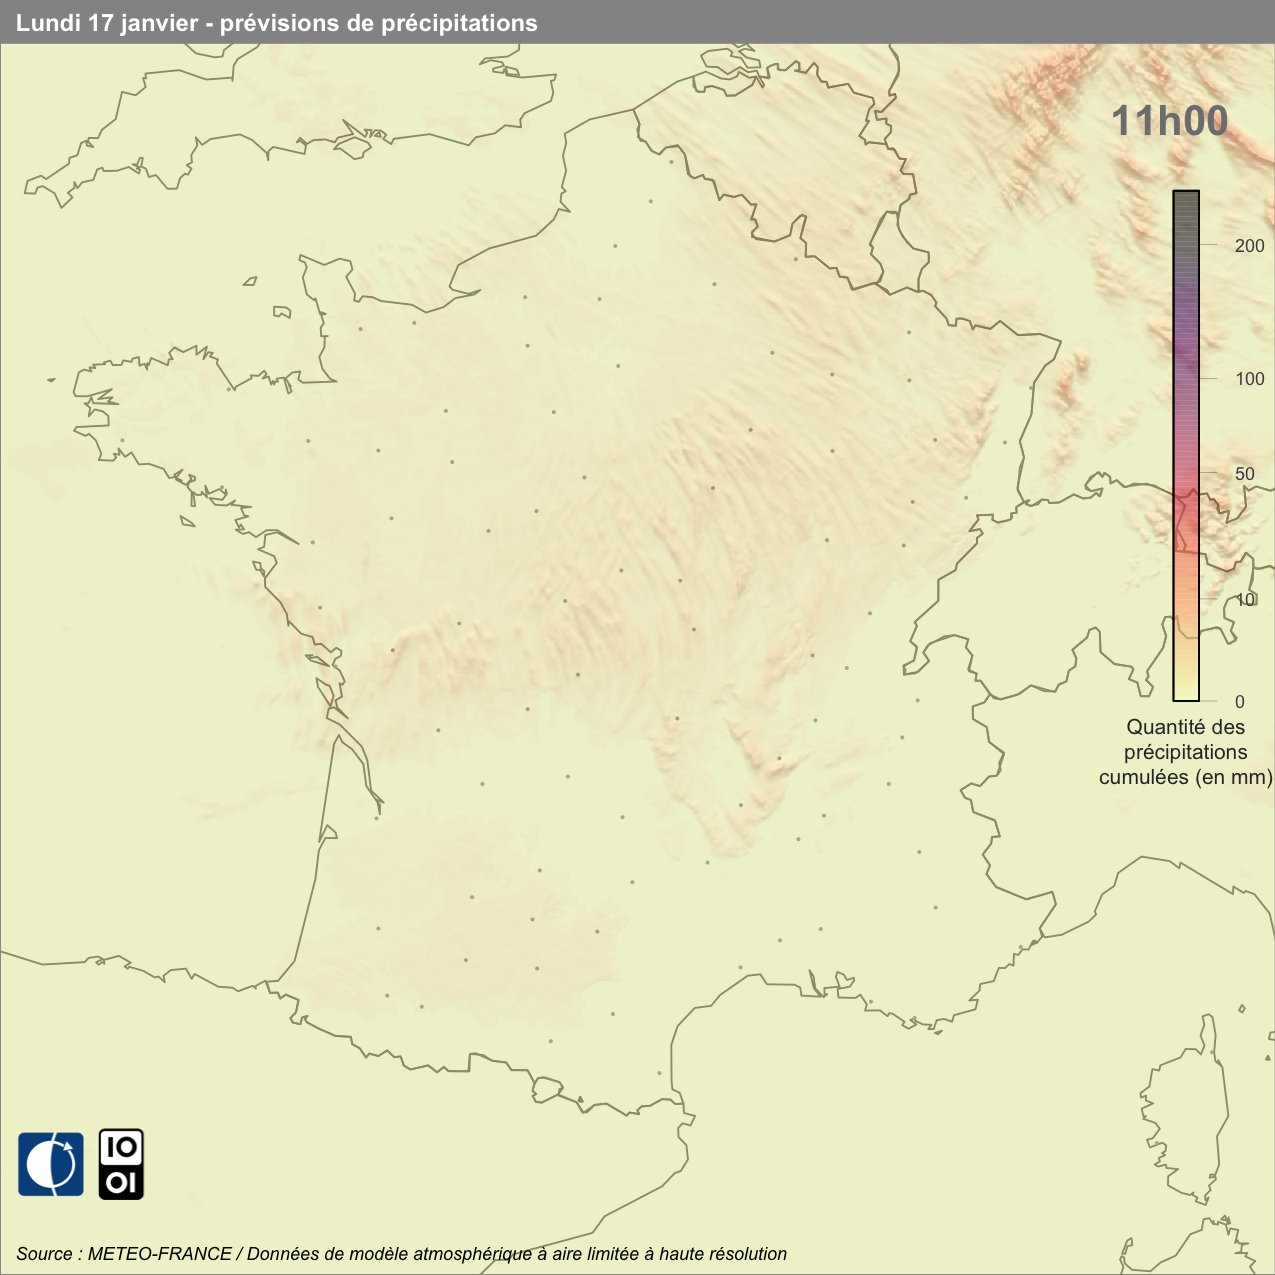 Lundi 17 janvier - prévisions de précipitations
11h00
200
100
50
10
0
Quantité des
précipitations
cumulées (en mm)
IO
OI
Source : METEO-FRANCE / Données de modèle atmosphérique à aire limitée à haute résolution